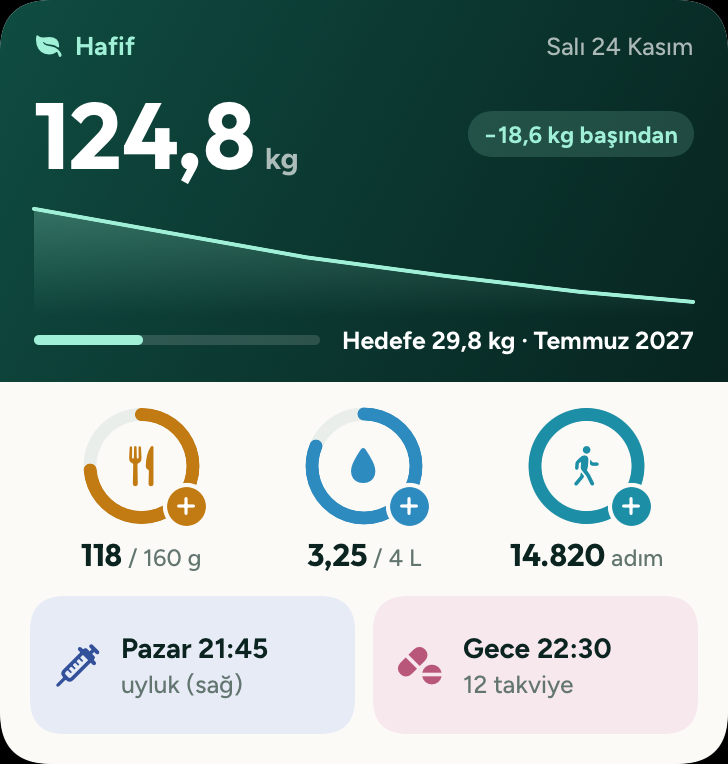 Hafif
Salı 24 Kasım
124,8 kg
−18,6 kg başından
Hedefe 29,8 kg · Temmuz 2027
118 / 160 g
3,25 / 4 L
14.820 adım
Pazar 21:45
uyluk (sağ)
Gece 22:30
12 takviye